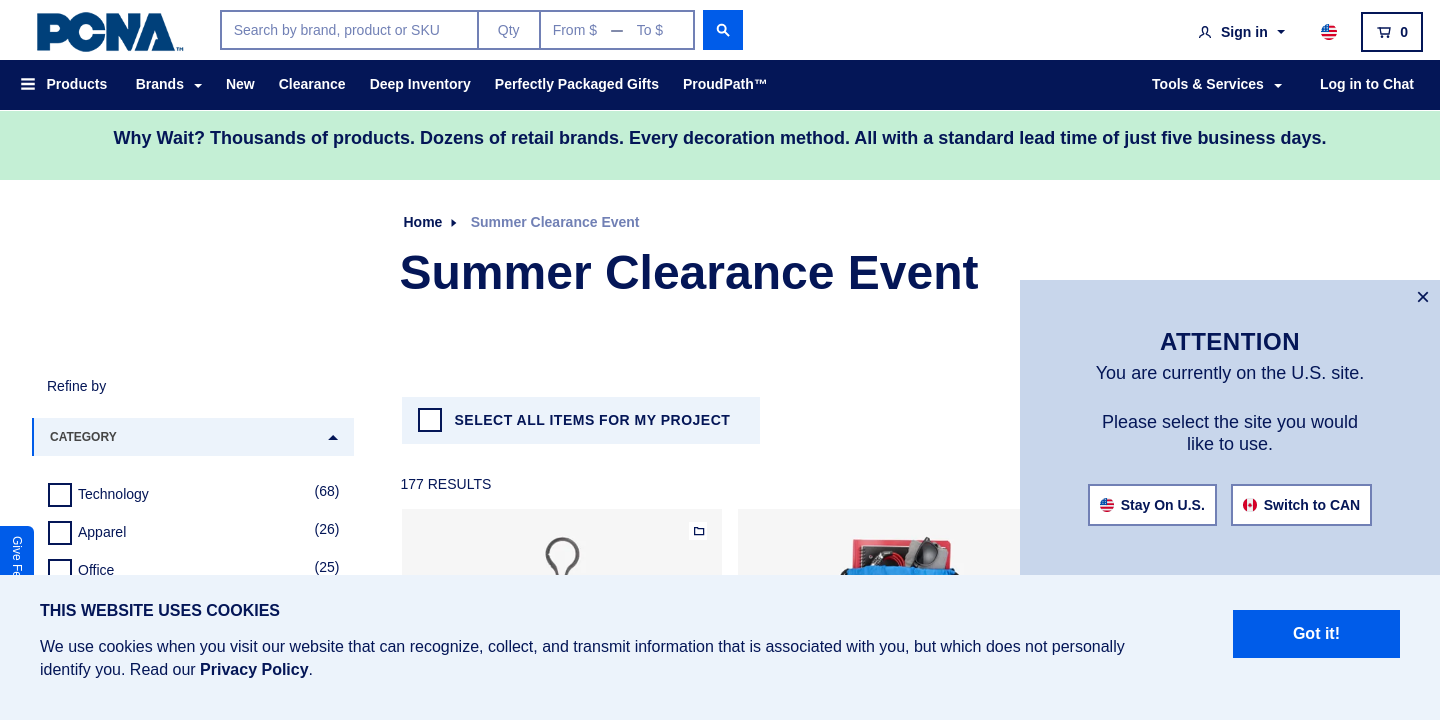 PCNA™
Search by brand, product or SKU
Qty
From $
To $
Sign in
0
Products
Brands
New
Clearance
Deep Inventory
Perfectly Packaged Gifts
ProudPath™
Tools & Services
Log in to Chat
Why Wait? Thousands of products. Dozens of retail brands. Every decoration method. All with a standard lead time of just five business days.
Home
Summer Clearance Event
Summer Clearance Event
ATTENTION
You are currently on the U.S. site.
Please select the site you would
like to use.
Stay On U.S.
Switch to CAN
Refine by
CATEGORY
Technology (68)
Apparel (26)
Office (25)
SELECT ALL ITEMS FOR MY PROJECT
177 RESULTS
Give Fe
THIS WEBSITE USES COOKIES
We use cookies when you visit our website that can recognize, collect, and transmit information that is associated with you, but which does not personally
identify you. Read our Privacy Policy.
Got it!